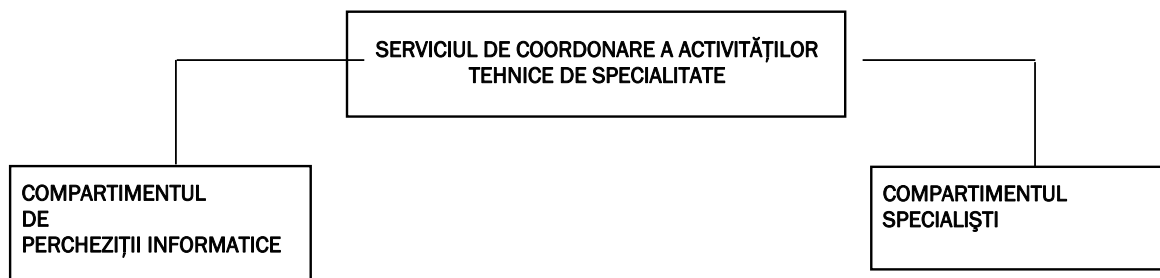 SERVICIUL DE COORDONARE A ACTIVITĂȚILOR
TEHNICE DE SPECIALITATE
COMPARTIMENTUL
DE
PERCHEZIȚII INFORMATICE
COMPARTIMENTUL
SPECIALIŞTI